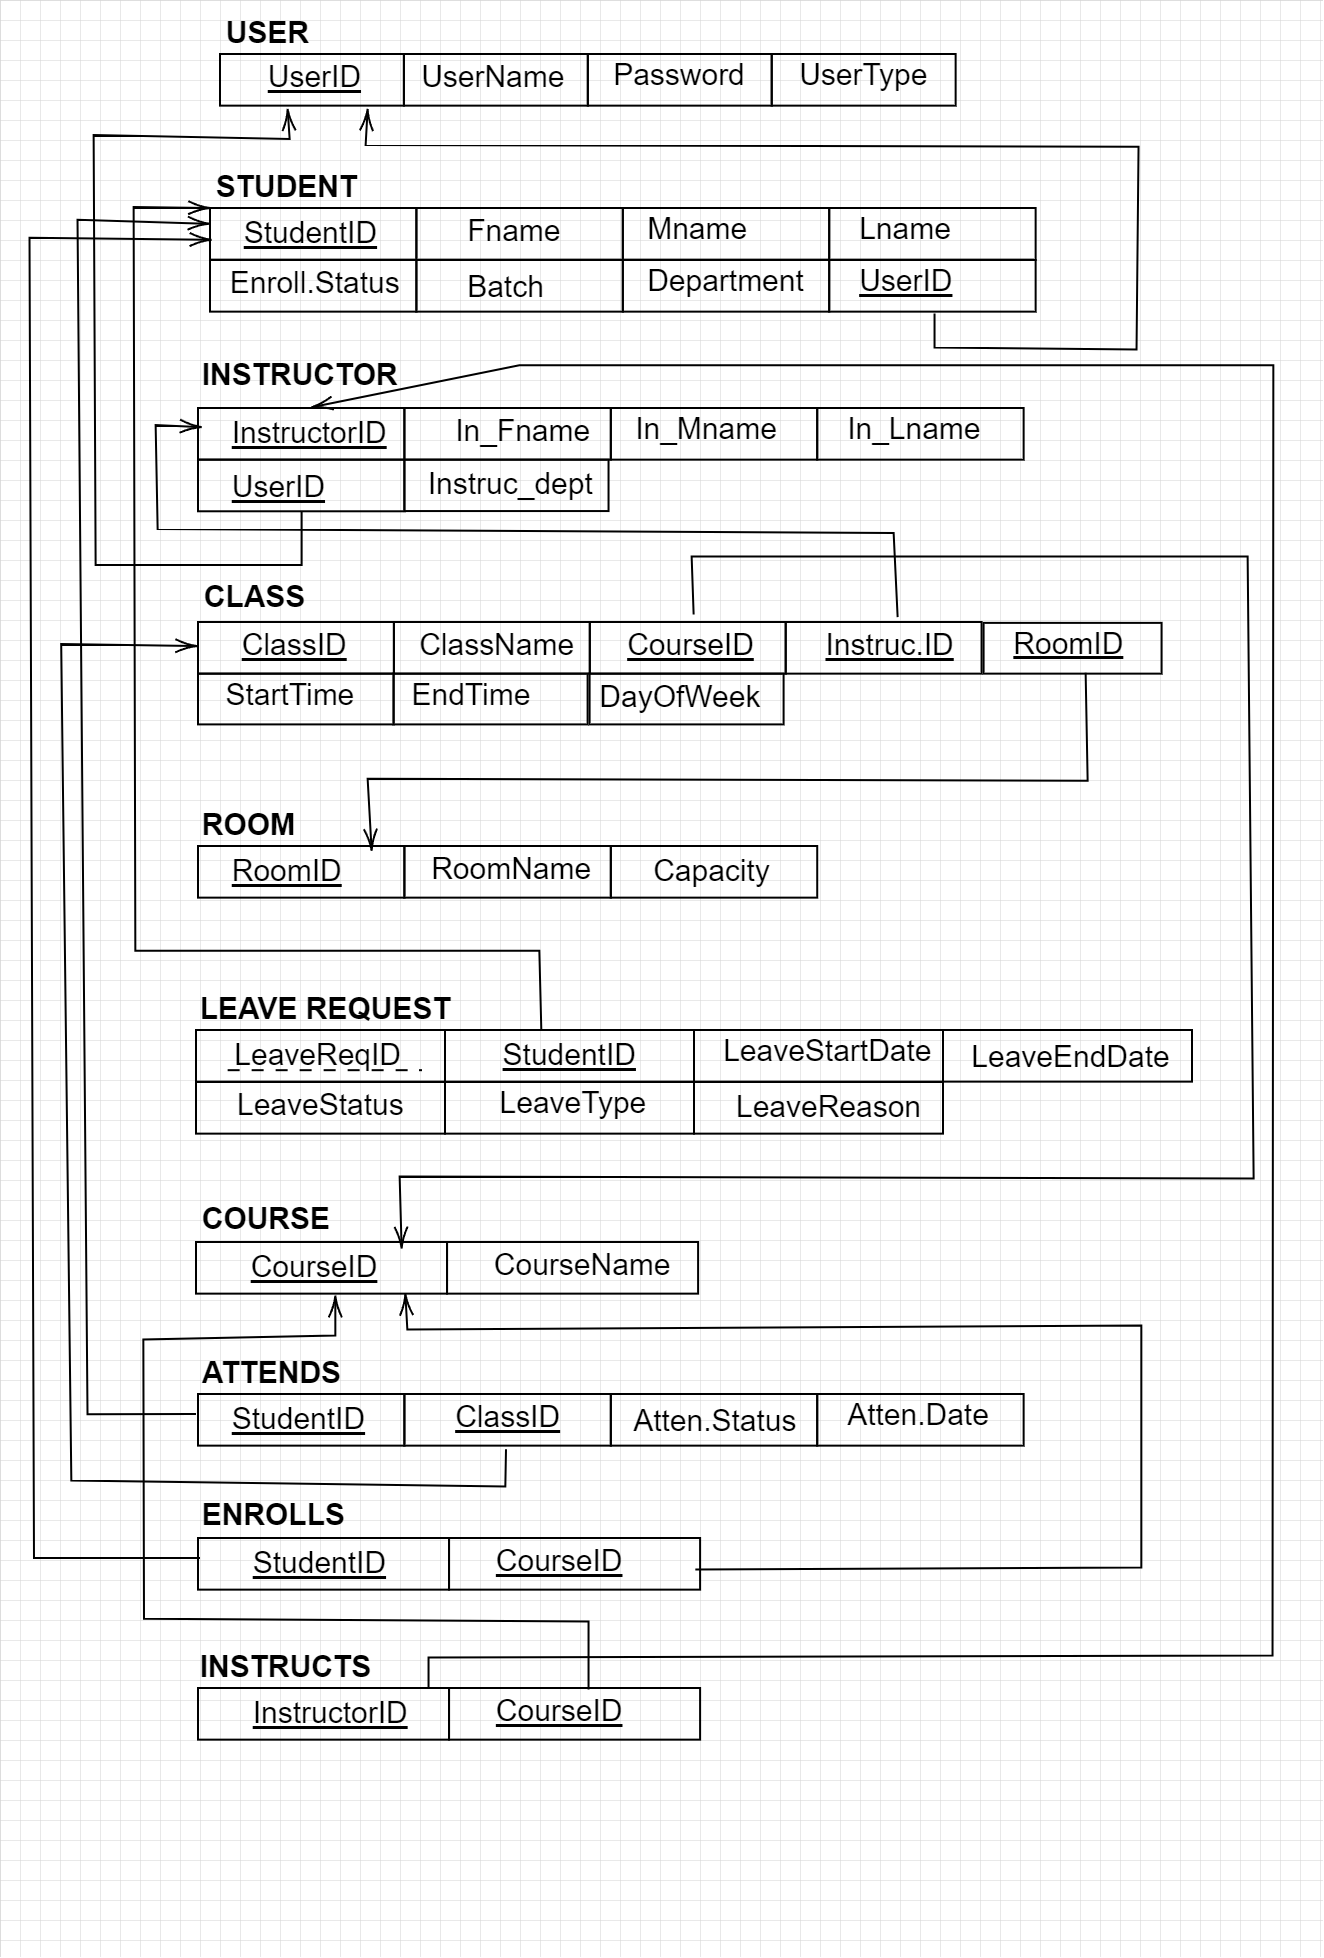 USER
UserID UserName Password UserType
STUDENT
StudentID Fname Mname Lname
Enroll.Status Batch Department UserID
INSTRUCTOR
InstructorID In_Fname In_Mname In_Lname
UserID Instruc_dept
CLASS
ClassID ClassName CourseID Instruc.ID RoomID
StartTime EndTime DayOfWeek
ROOM
RoomID RoomName Capacity
LEAVE REQUEST
LeaveReqID StudentID LeaveStartDate LeaveEndDate
LeaveStatus LeaveType LeaveReason
COURSE
CourseID CourseName
ATTENDS
StudentID ClassID Atten.Status Atten.Date
ENROLLS
StudentID CourseID
INSTRUCTS
InstructorID CourseID